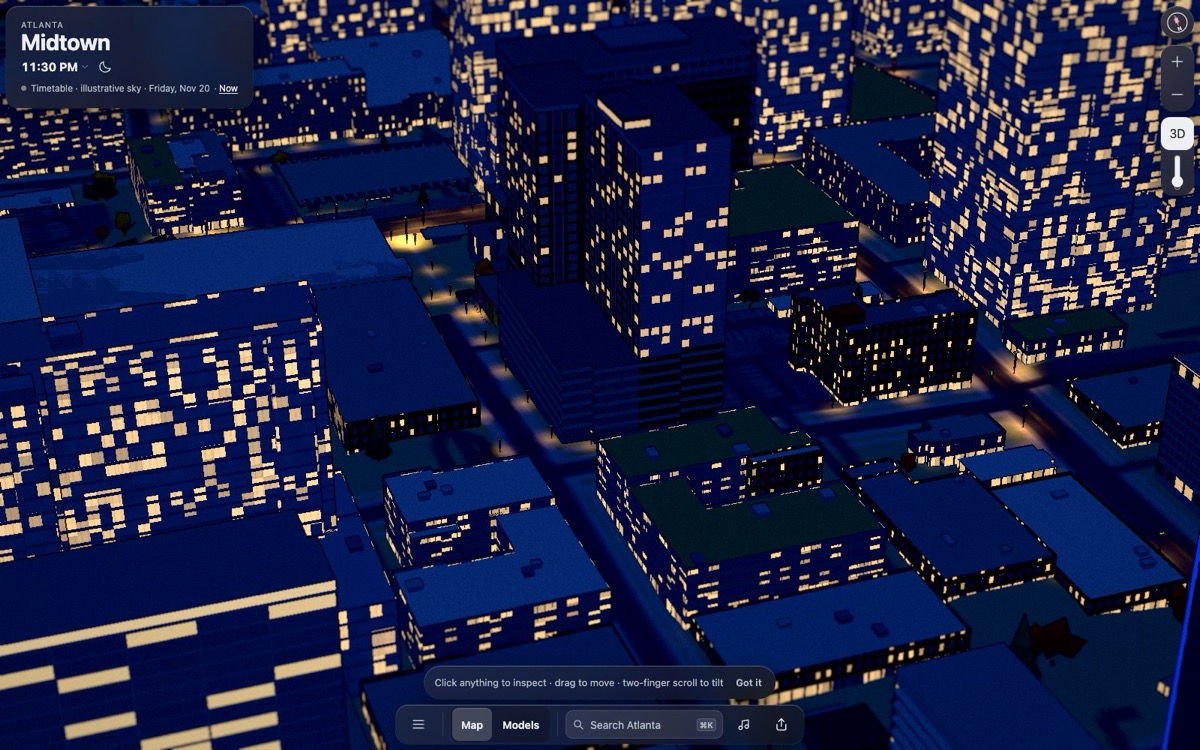 ATLANTA
Midtown
11:30 PM
Timetable · illustrative sky · Friday, Nov 20 · Now
3D
Click anything to inspect · drag to move · two-finger scroll to tilt Got it
Map Models Search Atlanta ⌘K